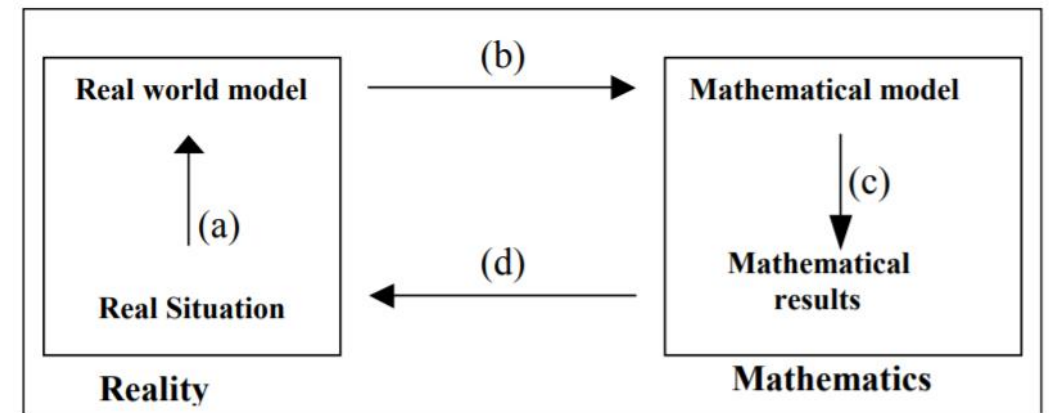 (b)
Real world model
Mathematical model
(a)
(c)
(d)
Real Situation
Mathematical
results
Reality
Mathematics